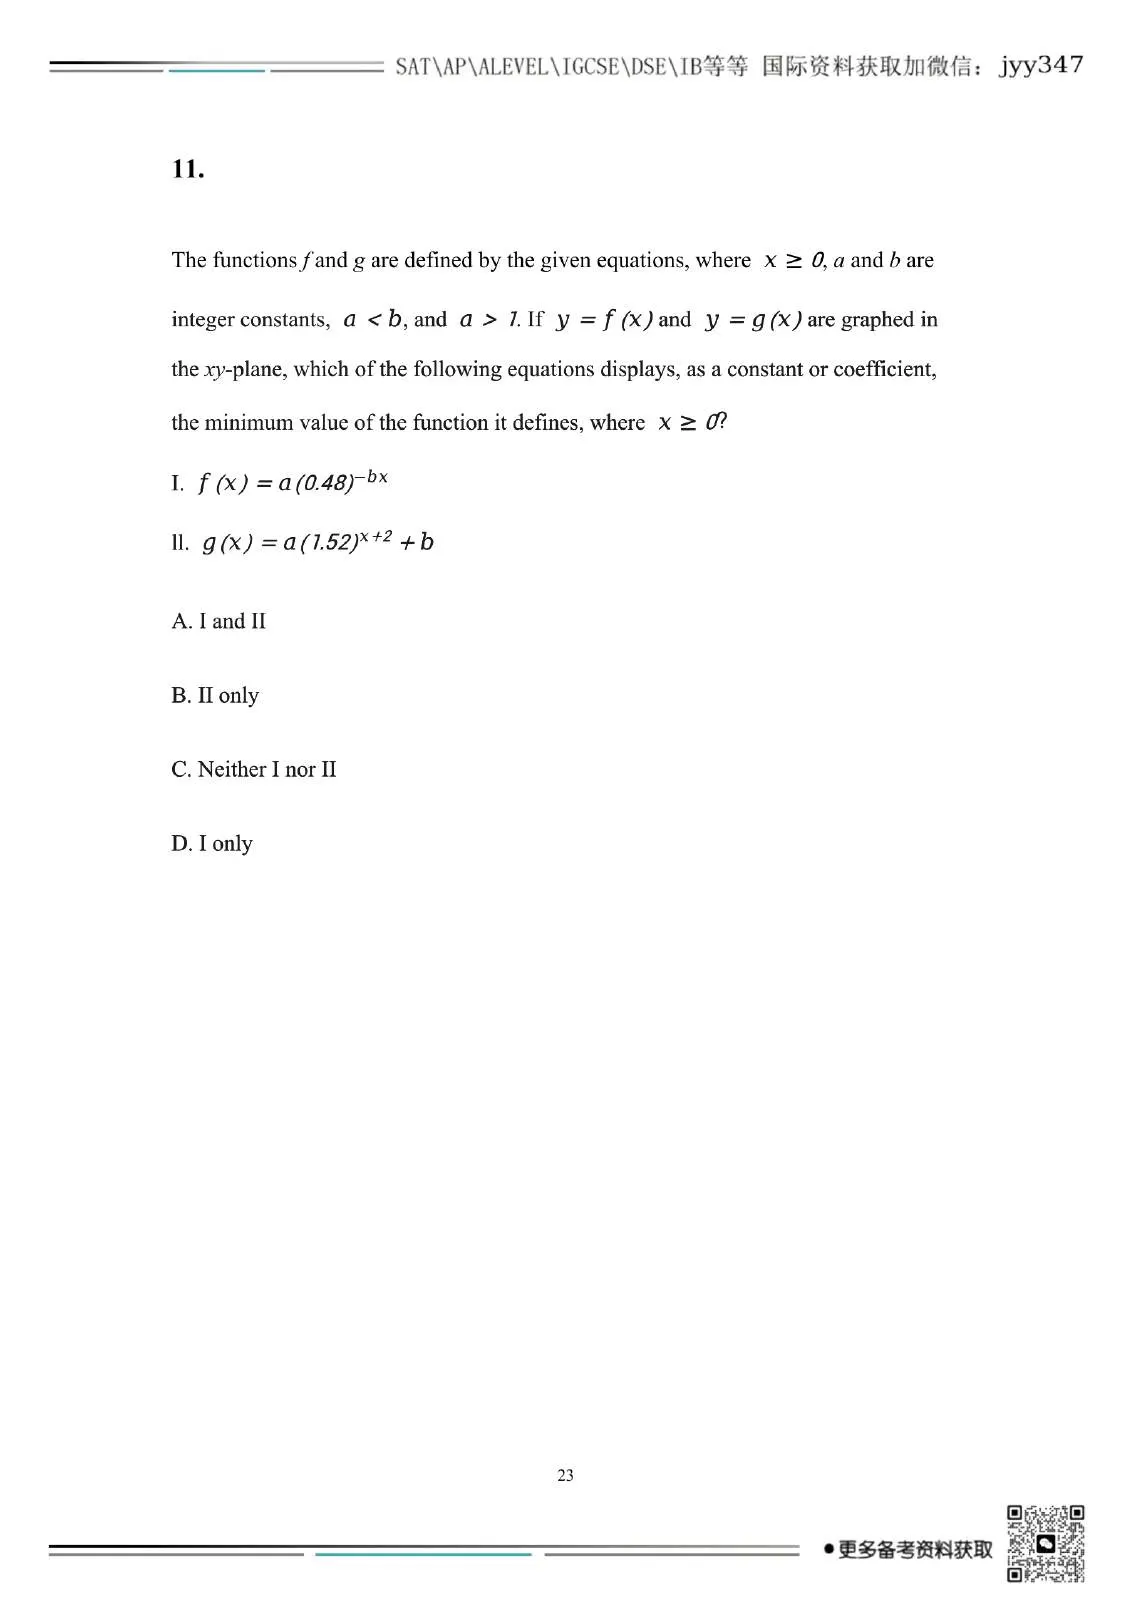 SAT\AP\ALEVEL\IGCSE\DSE\IB等等 国际资料获取加微信: jyy347
11.
The functions f and g are defined by the given equations, where x ≥ 0, a and b are
integer constants, a < b, and a > 1. If y = f(x) and y = g(x) are graphed in
the xy-plane, which of the following equations displays, as a constant or coefficient,
the minimum value of the function it defines, where x ≥ 0?
I. f(x) = a(0.48)^{-bx}
II. g(x) = a(1.52)^{x+2} + b
A. I and II
B. II only
C. Neither I nor II
D. I only
23
●更多备考资料获取